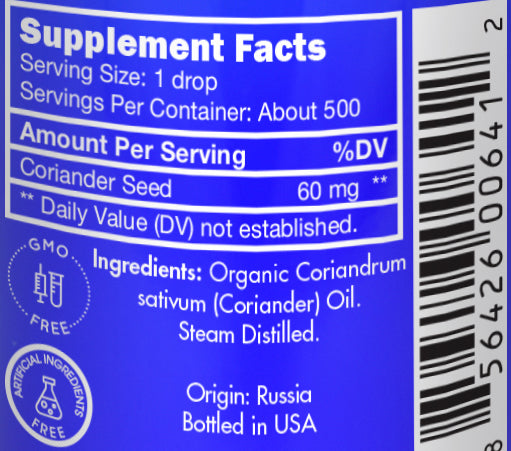 Supplement Facts
Serving Size: 1 drop
Servings Per Container: About 500
Amount Per Serving %DV
Coriander Seed 60 mg **
** Daily Value (DV) not established.
GMO
FREE
Ingredients: Organic Coriandrum
sativum (Coriander) Oil.
Steam Distilled.
ARTIFICIAL INGREDIENTS
FREE
Origin: Russia
Bottled in USA
8 56426 00641 2